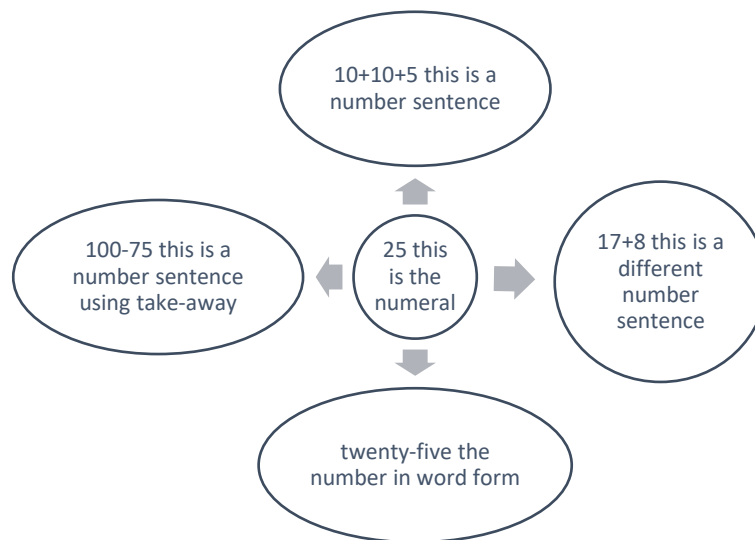 10+10+5 this is a
number sentence
100-75 this is a
number sentence
using take-away
25 this
is the
numeral
17+8 this is a
different
number
sentence
twenty-five the
number in word form